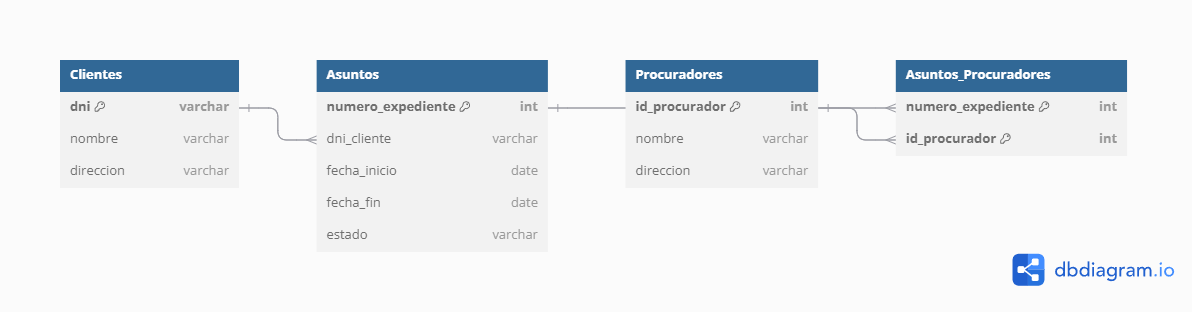 Clientes
dni varchar
nombre varchar
direccion varchar
Asuntos
numero_expediente int
dni_cliente varchar
fecha_inicio date
fecha_fin date
estado varchar
Procuradores
id_procurador int
nombre varchar
direccion varchar
Asuntos_Procuradores
numero_expediente int
id_procurador int
dbdiagram.io